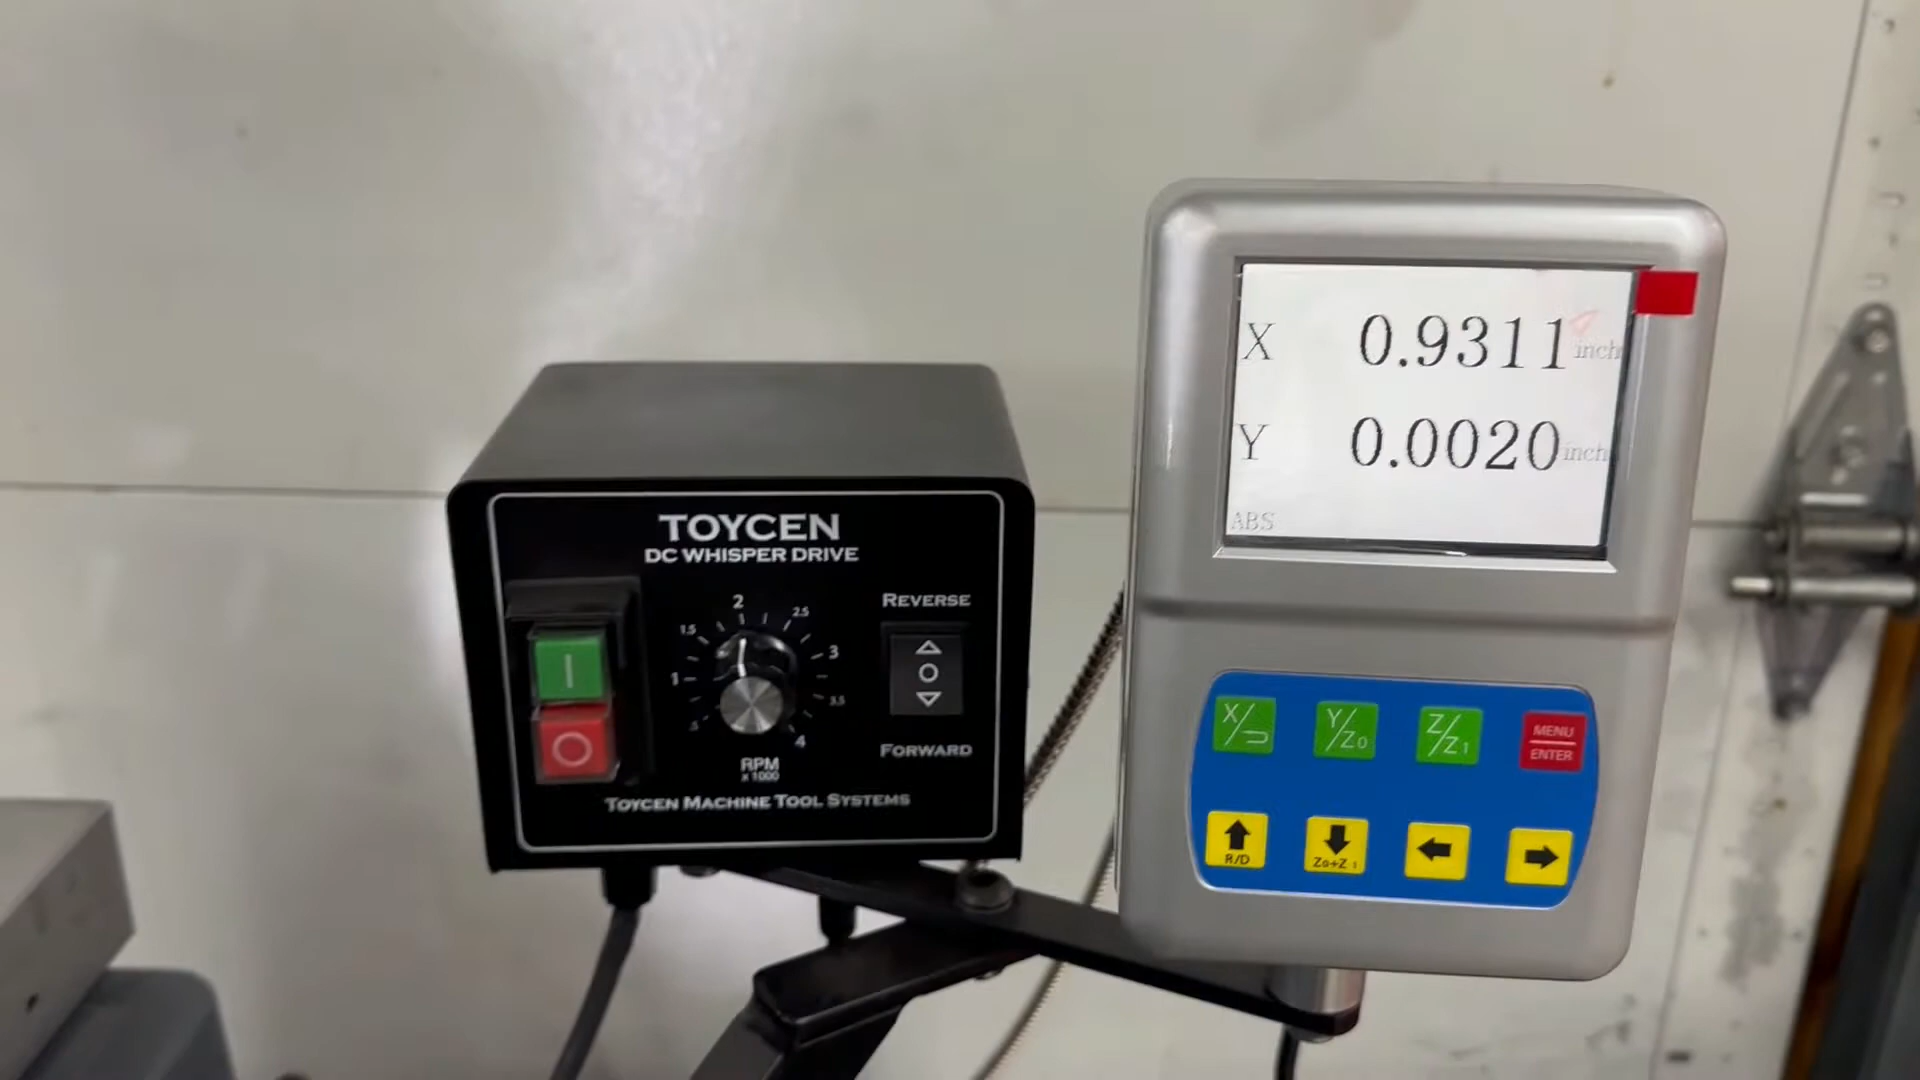 TOYCEN
DC WHISPER DRIVE
.5
1
1.5
2
2.5
3
3.5
4
RPM
x 1000
REVERSE
FORWARD
TOYCEN MACHINE TOOL SYSTEMS
X 0.9311 inch
Y 0.0020 inch
ABS
X/
Y/Z0
Z/Z1
MENU
ENTER
R/D
Z0+Z1